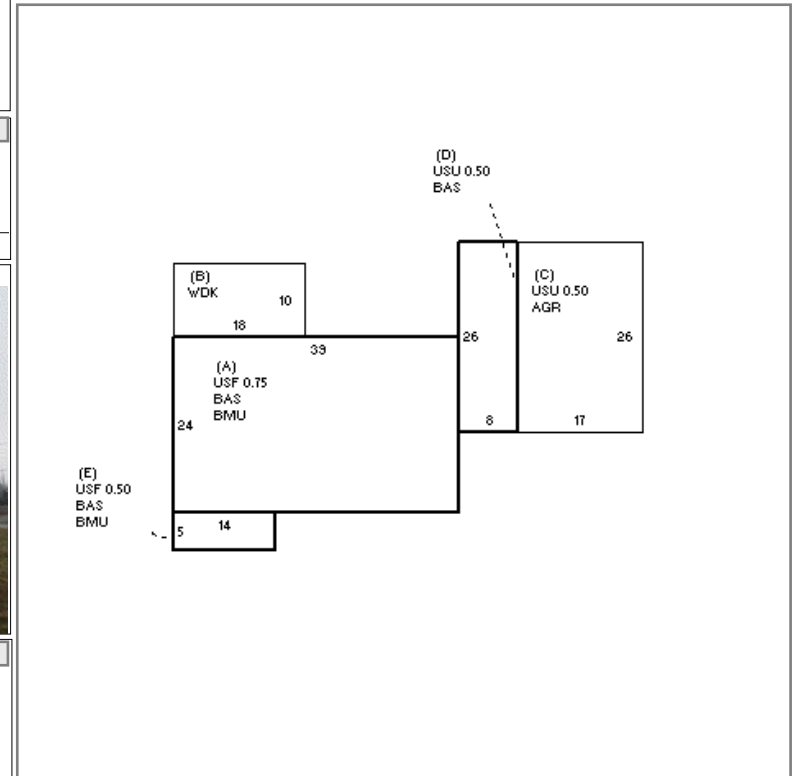 (D)
USU 0.50
BAS
(B)
WDK
10
18
(C)
USU 0.50
AGR
26
26
39
(A)
USF 0.75
BAS
BMU
24
8
17
(E)
USF 0.50
BAS
BMU
5
14